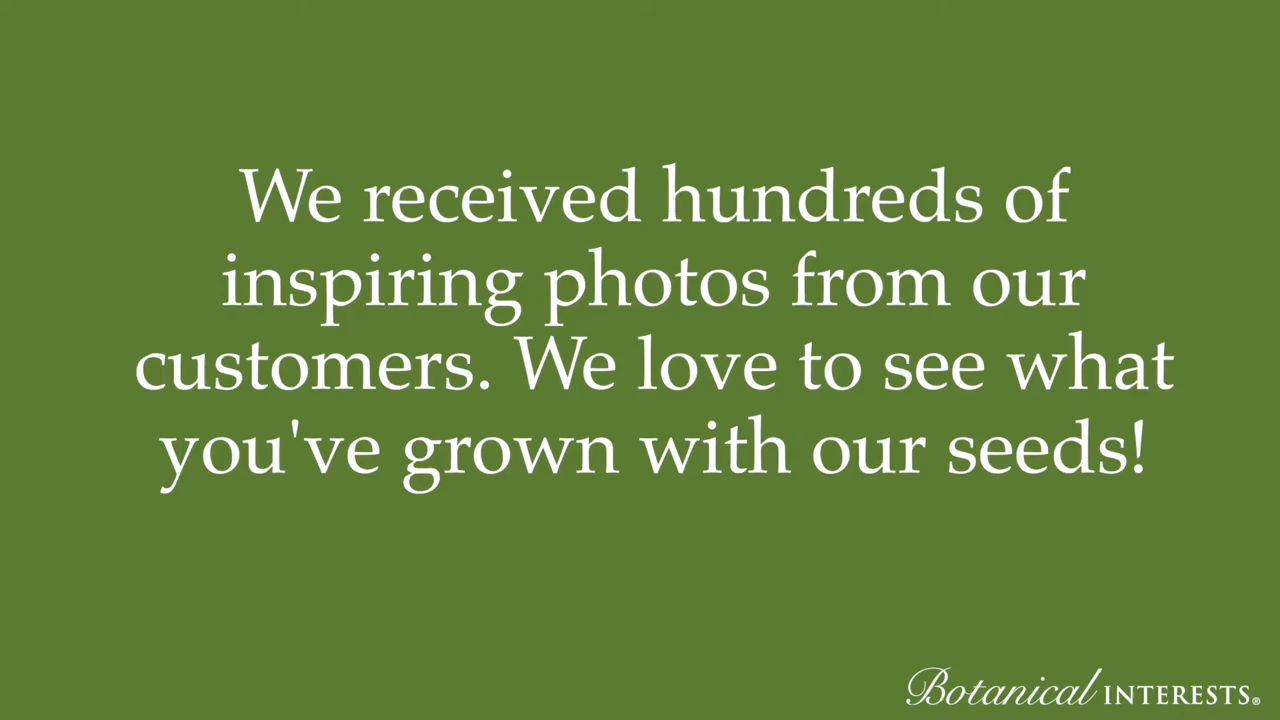 We received hundreds of
inspiring photos from our
customers. We love to see what
you've grown with our seeds!
Botanical INTERESTS®